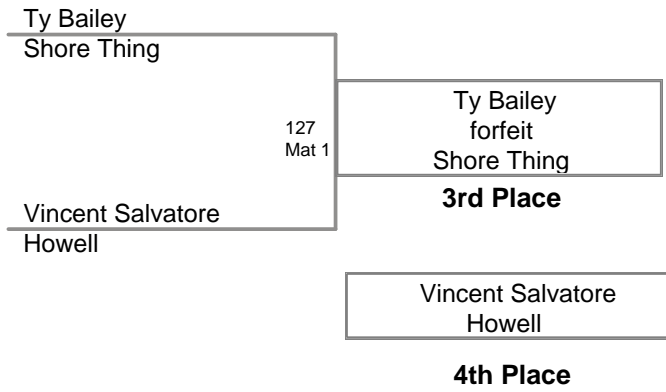 Ty Bailey
Shore Thing
127
Mat 1
Ty Bailey
forfeit
Shore Thing
3rd Place
Vincent Salvatore
Howell
Vincent Salvatore
Howell
4th Place